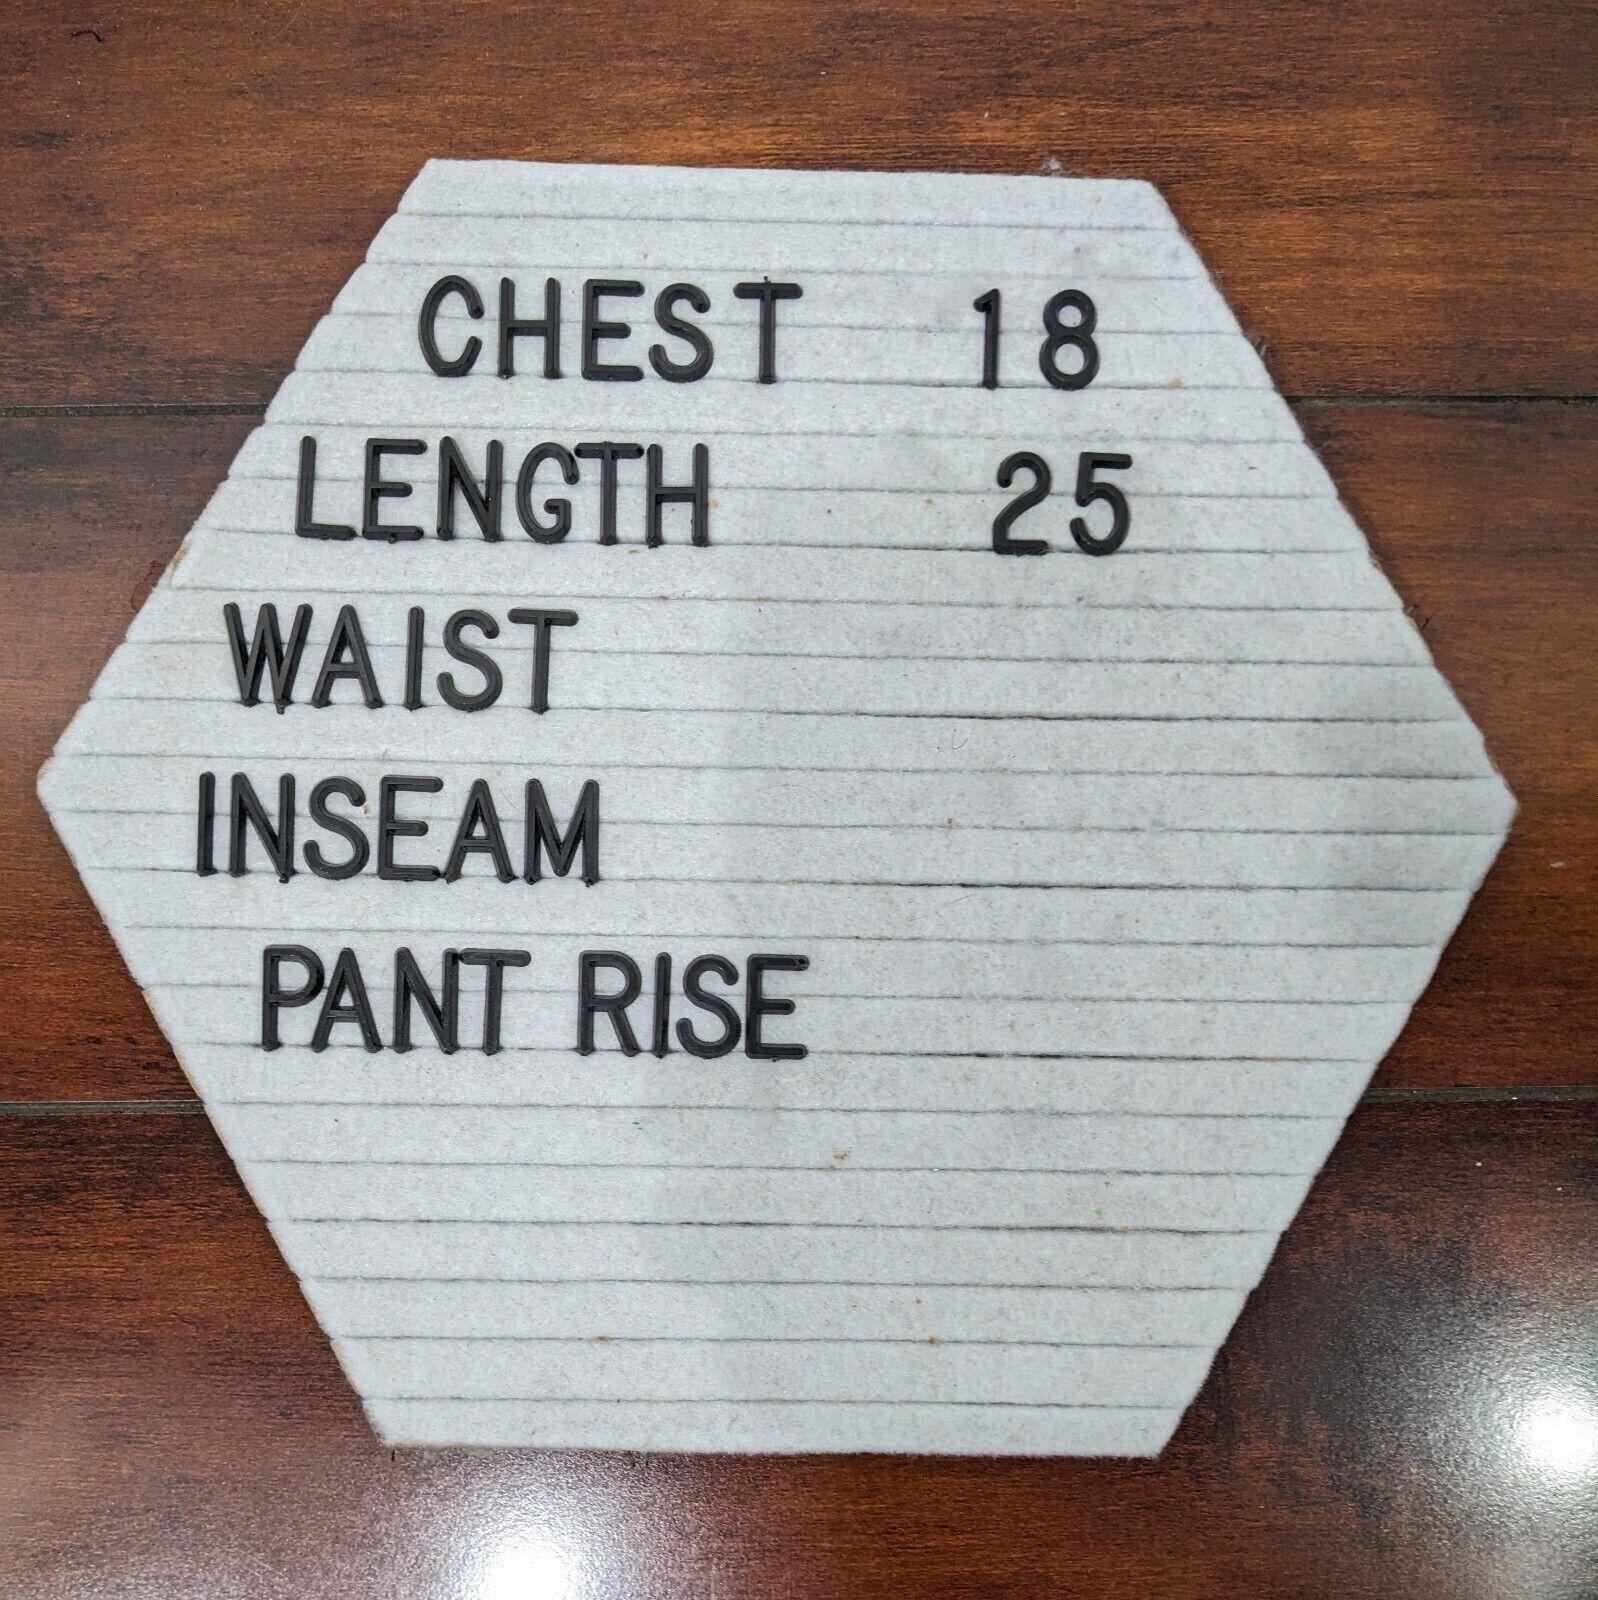 CHEST 18
LENGTH 25
WAIST
INSEAM
PANT RISE